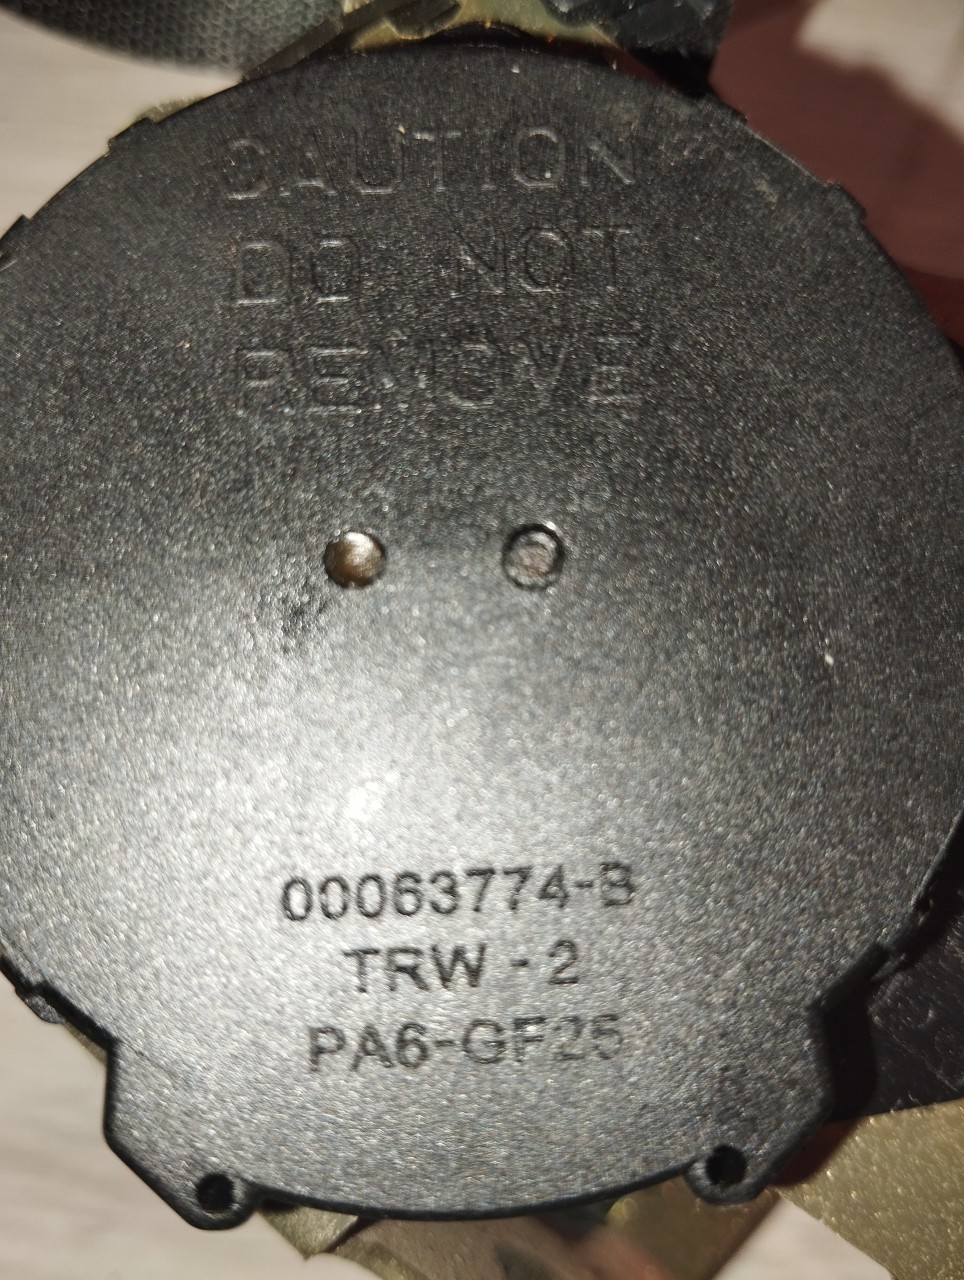 CAUTION
DO NOT
REMOVE
00063774-B
TRW - 2
PA6-GF25